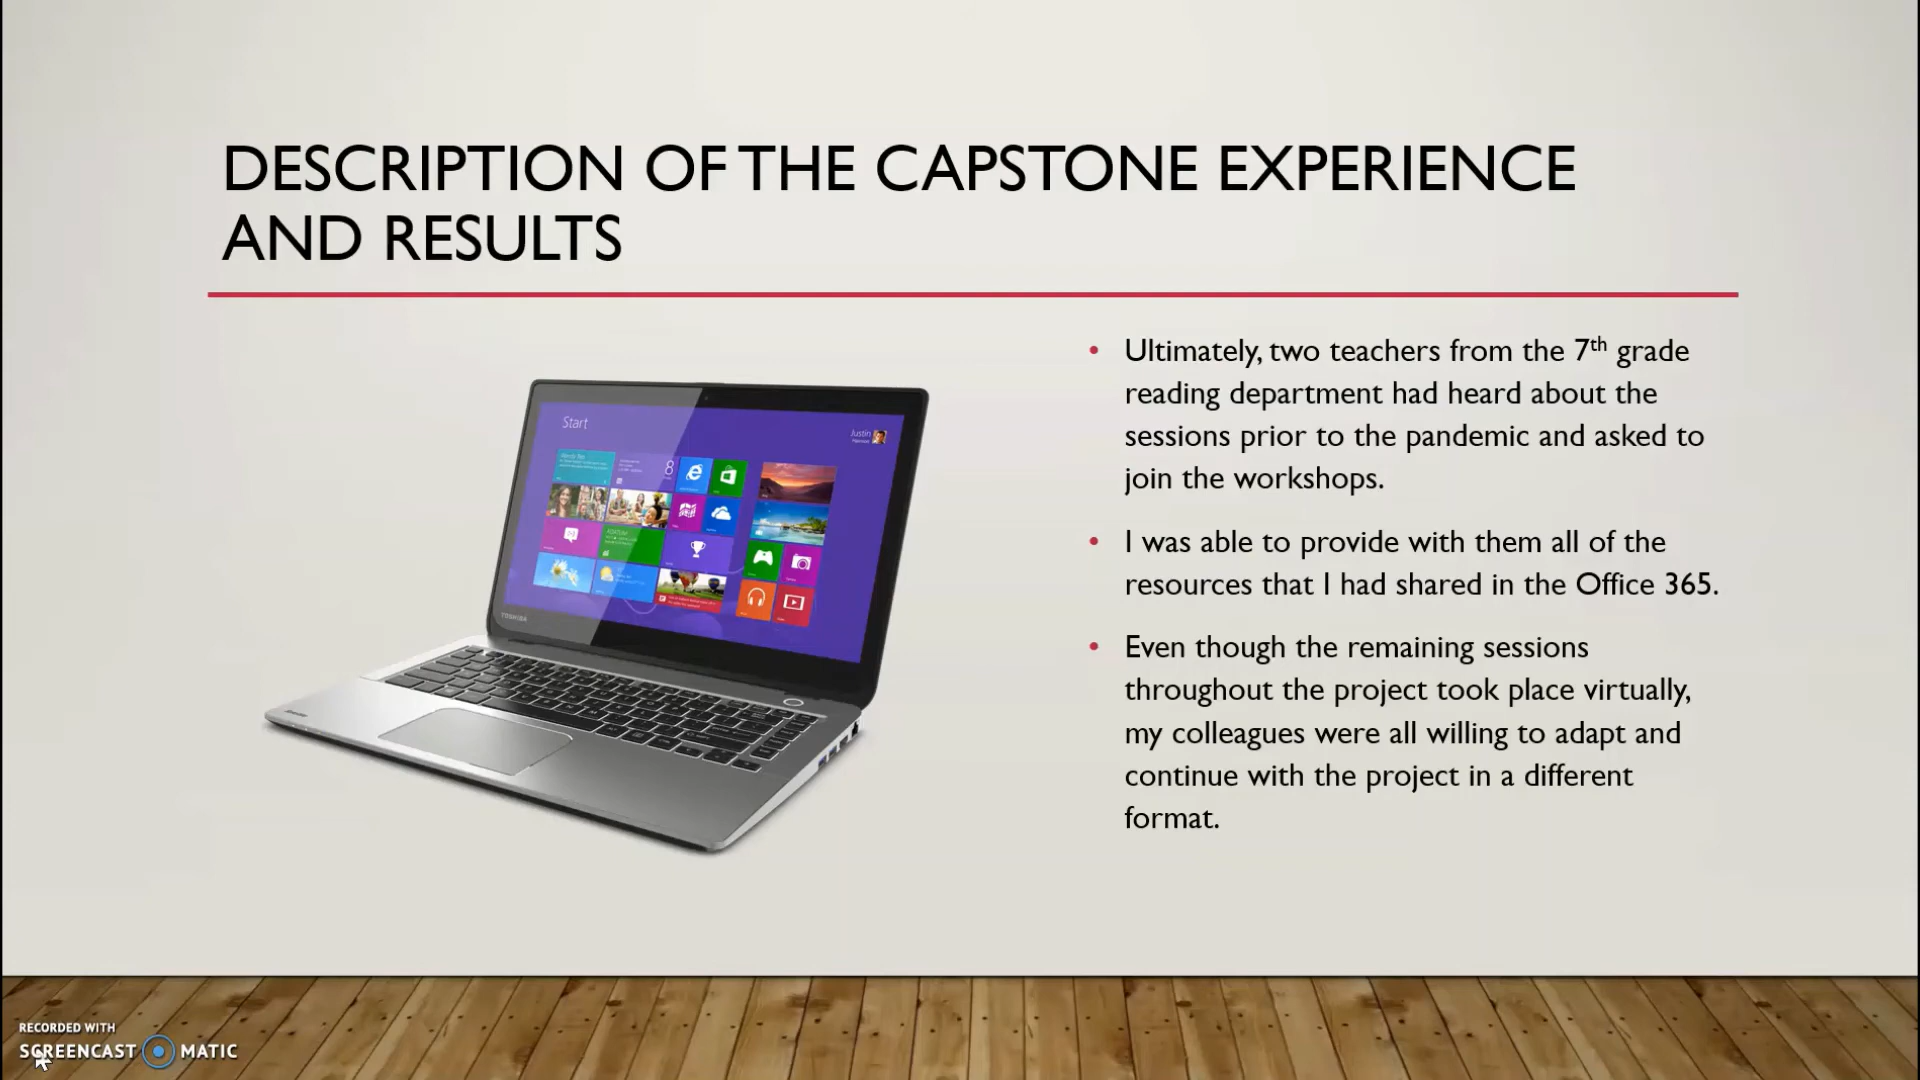 DESCRIPTION OF THE CAPSTONE EXPERIENCE
AND RESULTS
Start
Justin
TOSHIBA
• Ultimately, two teachers from the 7th grade
reading department had heard about the
sessions prior to the pandemic and asked to
join the workshops.
• I was able to provide with them all of the
resources that I had shared in the Office 365.
• Even though the remaining sessions
throughout the project took place virtually,
my colleagues were all willing to adapt and
continue with the project in a different
format.
RECORDED WITH
SCREENCAST MATIC